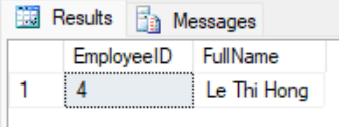 Results Messages
EmployeeID FullName
1 4 Le Thi Hong